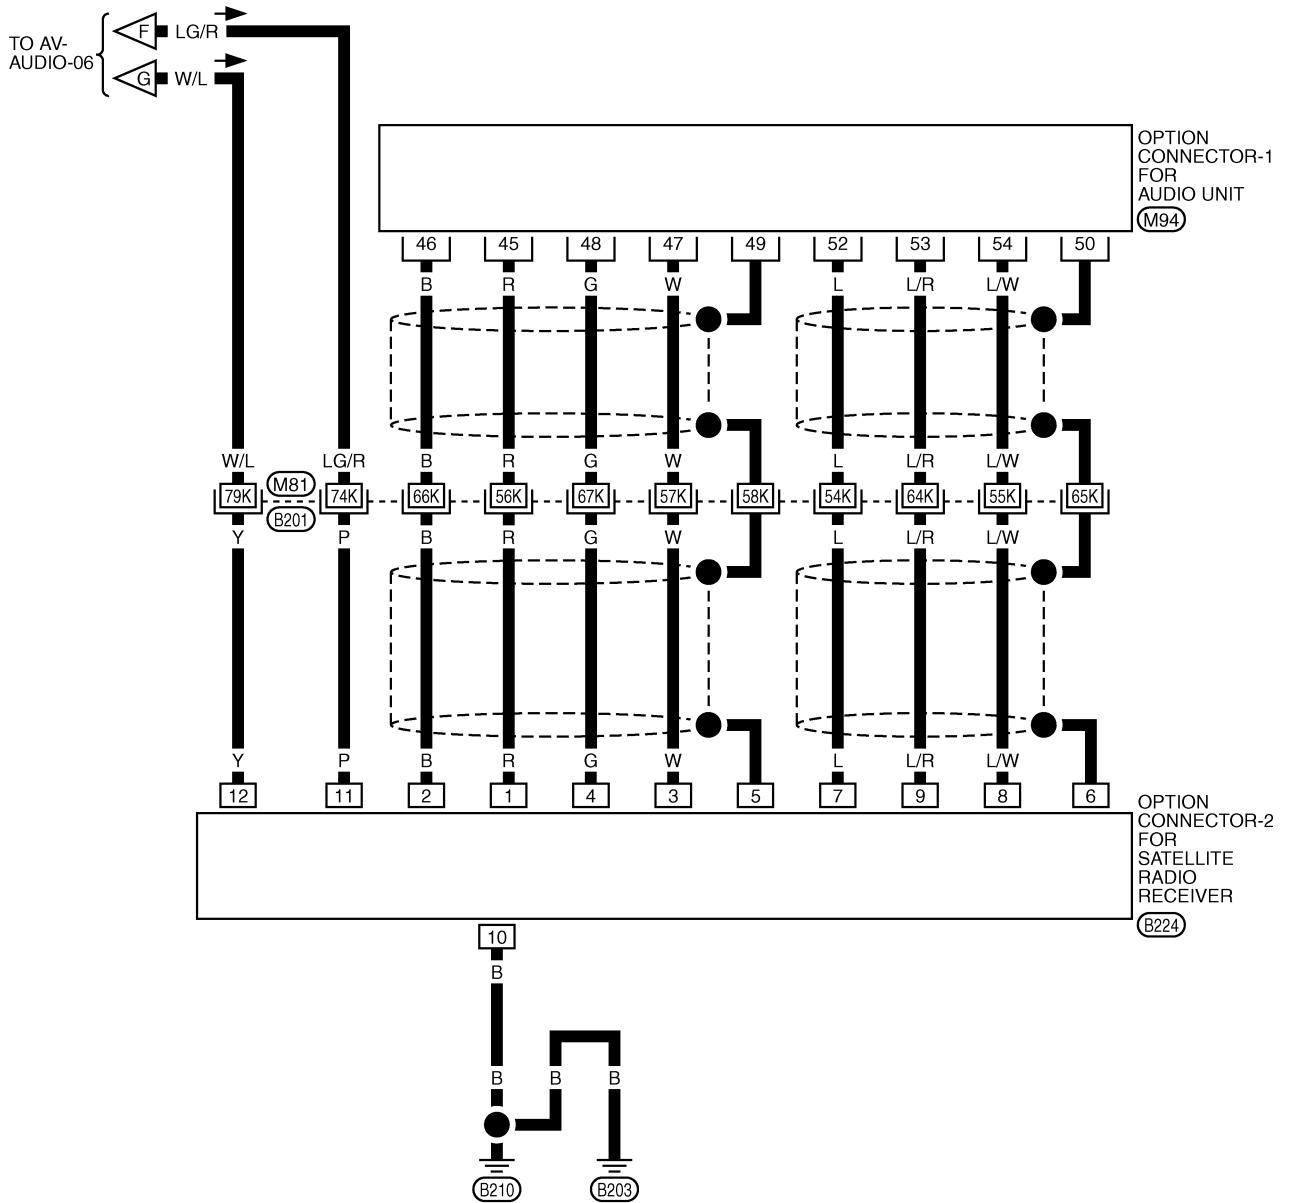 F LG/R
TO AV-
AUDIO-06
G W/L
OPTION
CONNECTOR-1
FOR
AUDIO UNIT
M94
46 45 48 47 49 52 53 54 50
B R G W L L/R L/W
W/L LG/R B R G W L L/R L/W
M81
79K 74K 66K 56K 67K 57K 58K 54K 64K 55K 65K
B201
Y P B R G W L L/R L/W
Y P B R G W L L/R L/W
12 11 2 1 4 3 5 7 9 8 6
OPTION
CONNECTOR-2
FOR
SATELLITE
RADIO
RECEIVER
B224
10
B
B B B
B210 B203